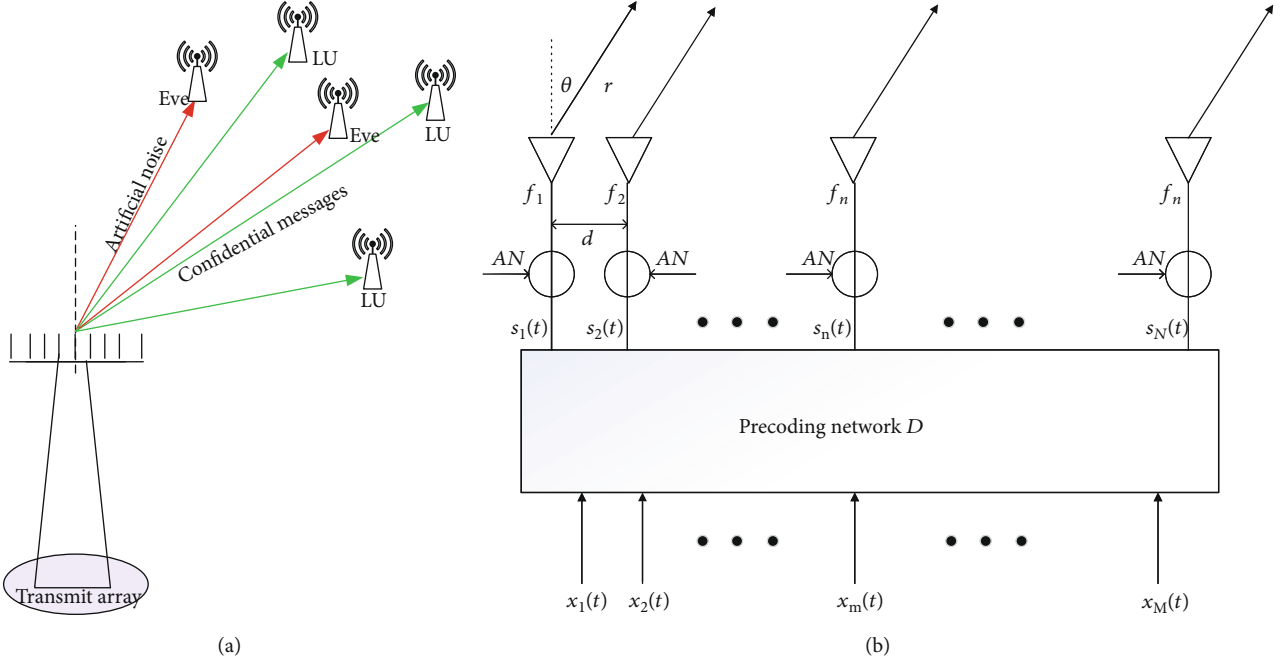 LU
Eve
Eve
LU
LU
Artificial noise
Confidential messages
Transmit array
(a)
θ
r
f1
f2
fn
fn
d
AN
AN
AN
AN
s1(t)
s2(t)
sn(t)
sN(t)
Precoding network D
x1(t)
x2(t)
xm(t)
xM(t)
(b)